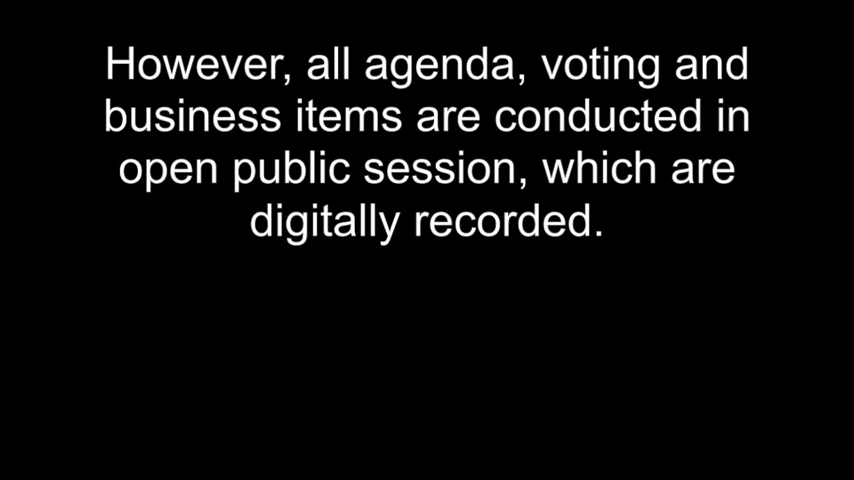 However, all agenda, voting and
business items are conducted in
open public session, which are
digitally recorded.